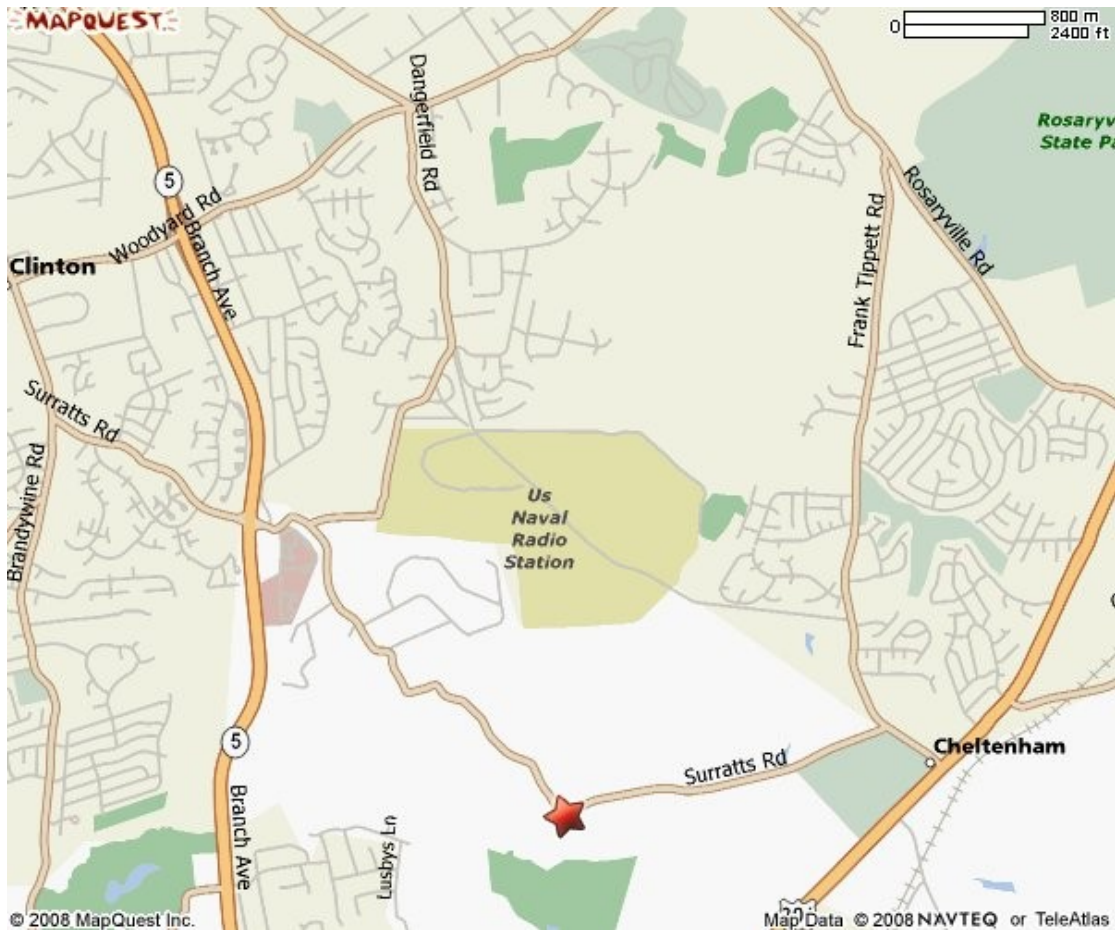 MAPQUEST
0
800 m
2400 ft
Dangerfield Rd
Rosaryv
State Pa
5
Woodyard Rd
Branch Ave
Clinton
Frank Tippett Rd
Rosaryville Rd
Surratts Rd
Brandywine Rd
Us
Naval
Radio
Station
5
Branch Ave
Surratts Rd
Cheltenham
Lusbys Ln
© 2008 MapQuest Inc.
Map Data © 2008 NAVTEQ or TeleAtlas